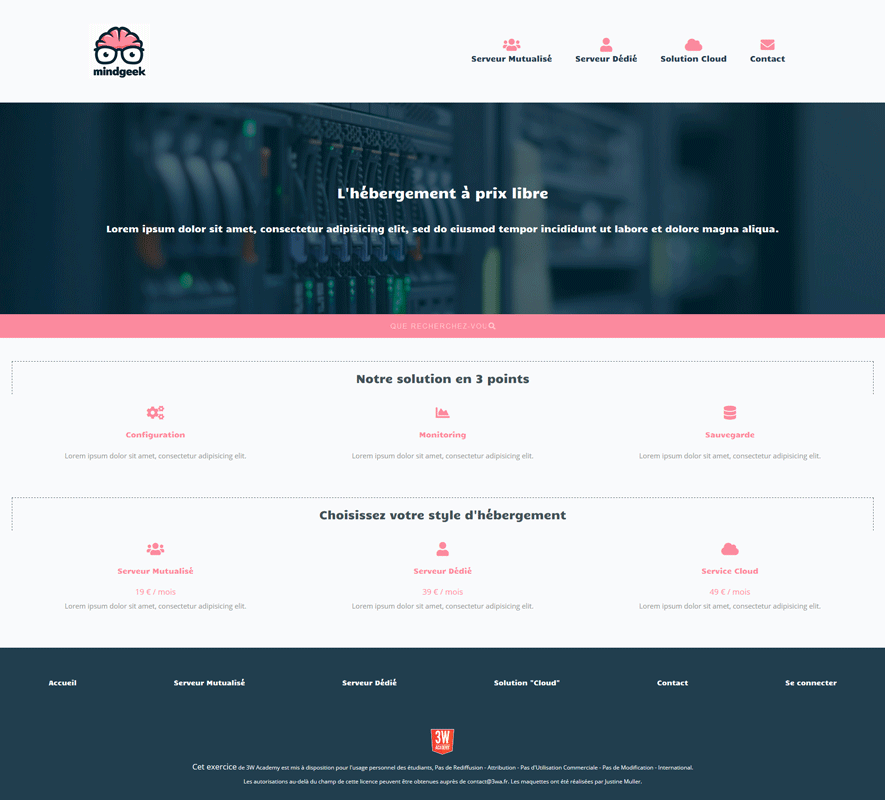 mindgeek
Serveur Mutualisé
Serveur Dédié
Solution Cloud
Contact
L'hébergement à prix libre
Lorem ipsum dolor sit amet, consectetur adipisicing elit, sed do eiusmod tempor incididunt ut labore et dolore magna aliqua.
QUE RECHERCHEZ-VOU
Notre solution en 3 points
Configuration
Lorem ipsum dolor sit amet, consectetur adipisicing elit.
Monitoring
Lorem ipsum dolor sit amet, consectetur adipisicing elit.
Sauvegarde
Lorem ipsum dolor sit amet, consectetur adipisicing elit.
Choisissez votre style d'hébergement
Serveur Mutualisé
19 € / mois
Lorem ipsum dolor sit amet, consectetur adipisicing elit.
Serveur Dédié
39 € / mois
Lorem ipsum dolor sit amet, consectetur adipisicing elit.
Service Cloud
49 € / mois
Lorem ipsum dolor sit amet, consectetur adipisicing elit.
Accueil
Serveur Mutualisé
Serveur Dédié
Solution "Cloud"
Contact
Se connecter
3W
ACADEMY
Cet exercice de 3W Academy est mis à disposition pour l'usage personnel des étudiants, Pas de Rediffusion - Attribution - Pas d'Utilisation Commerciale - Pas de Modification - International.
Les autorisations au-delà du champ de cette licence peuvent être obtenues auprès de contact@3wa.fr. Les maquettes ont été réalisées par Justine Muller.